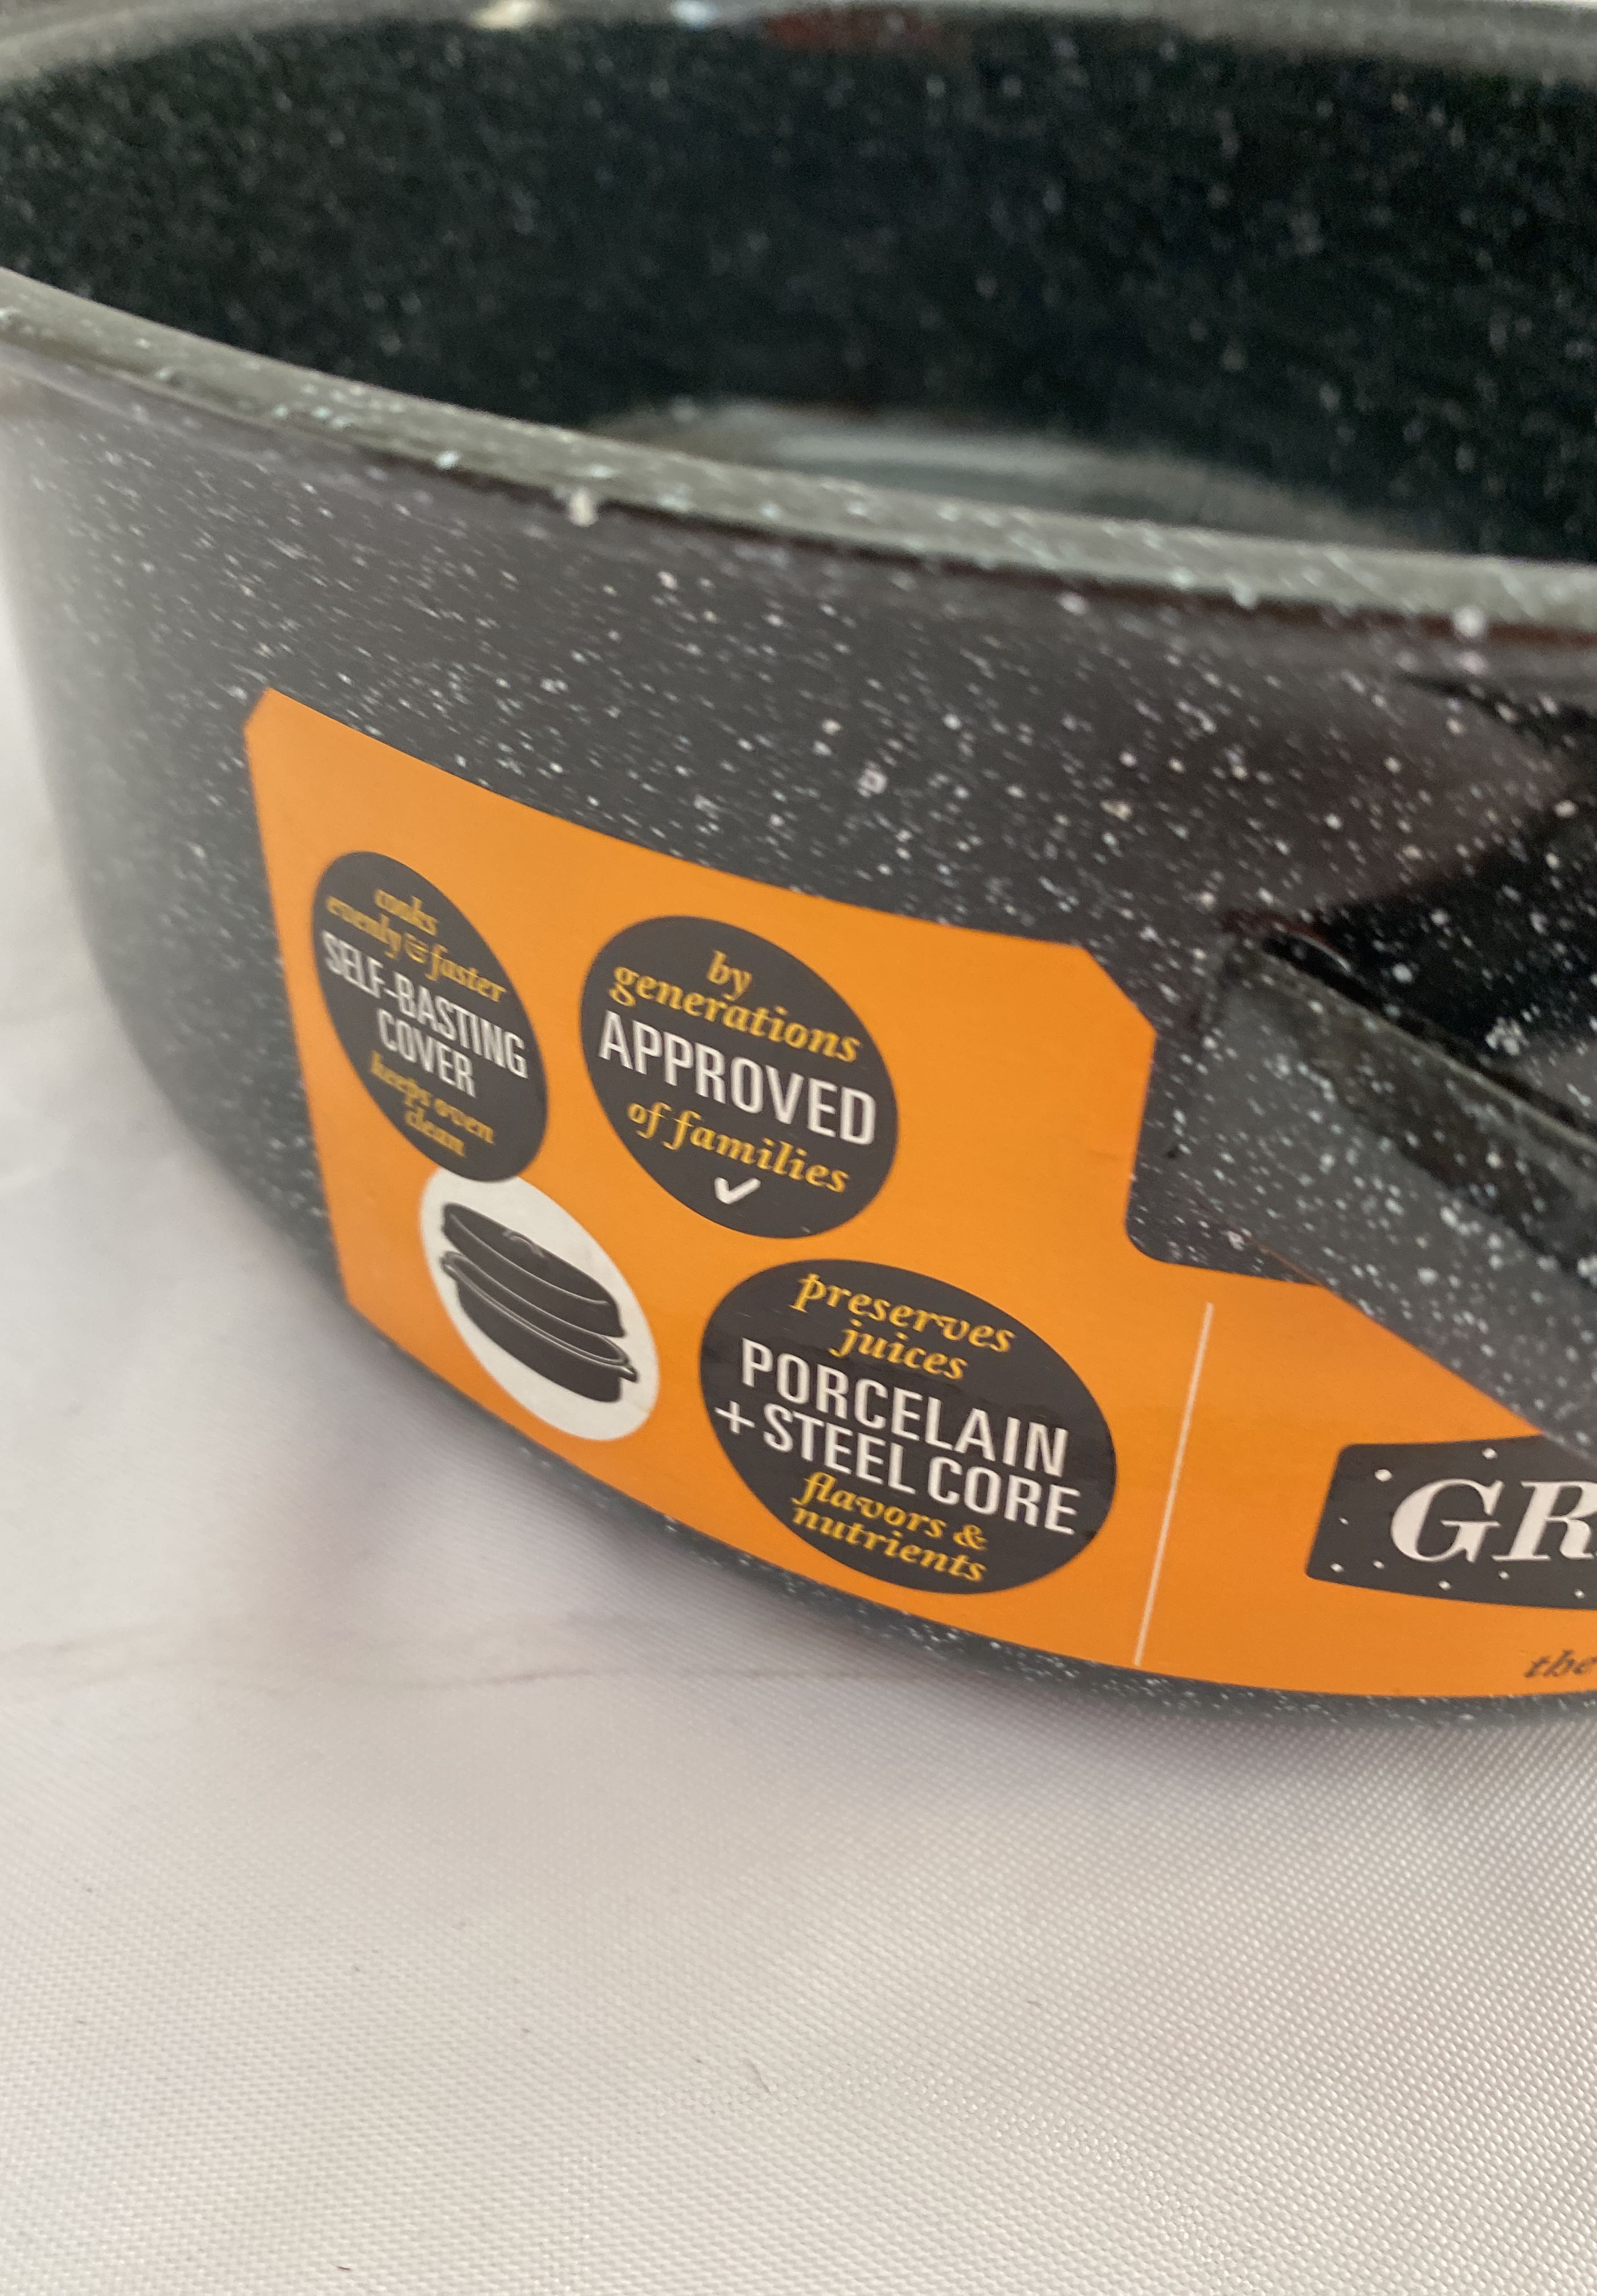 cooks
evenly & faster
SELF-BASTING
COVER
keeps oven
clean
by
generations
APPROVED
of families
preserves
juices
PORCELAIN
+ STEEL CORE
flavors &
nutrients
GR
the